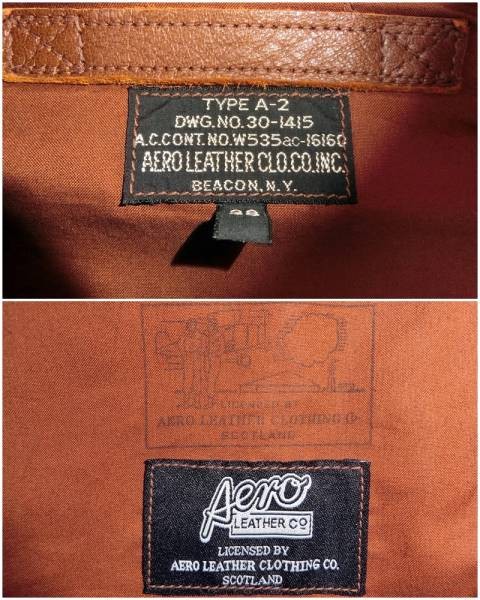 TYPE A-2
DWG.NO.30-1415
A.C.CONT.NO.W535ac-16160
AERO LEATHER CLO.CO.INC.
BEACON, N.Y.
LICENSED BY
AERO LEATHER CLOTHING C
SCOTLAND
Aero
LEATHER CO
LICENSED BY
AERO LEATHER CLOTHING CO.
SCOTLAND